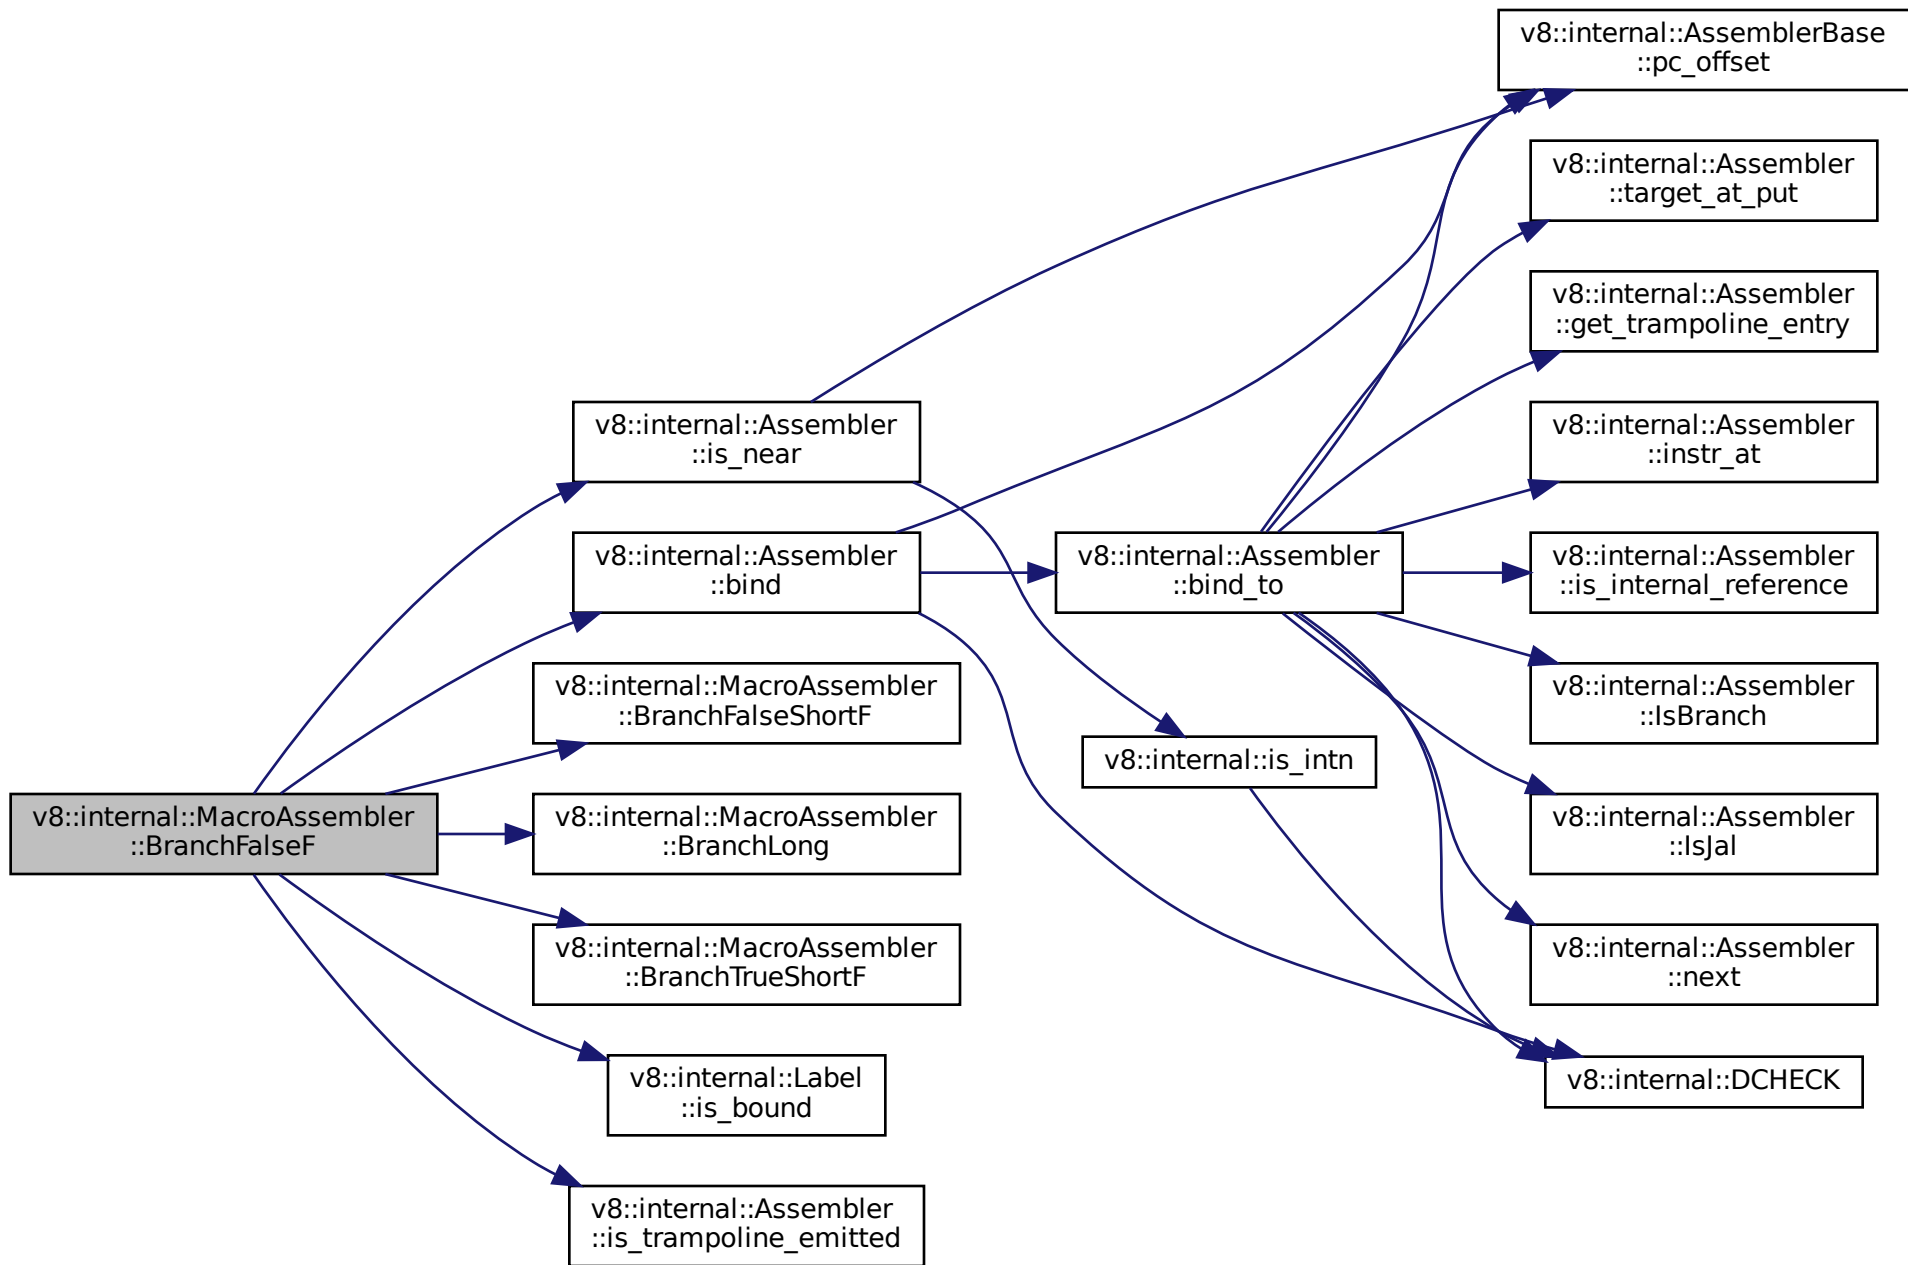 v8::internal::MacroAssembler
::BranchFalseF
v8::internal::Assembler
::is_near
v8::internal::Assembler
::bind
v8::internal::MacroAssembler
::BranchFalseShortF
v8::internal::MacroAssembler
::BranchLong
v8::internal::MacroAssembler
::BranchTrueShortF
v8::internal::Label
::is_bound
v8::internal::Assembler
::is_trampoline_emitted
v8::internal::Assembler
::bind_to
v8::internal::is_intn
v8::internal::AssemblerBase
::pc_offset
v8::internal::Assembler
::target_at_put
v8::internal::Assembler
::get_trampoline_entry
v8::internal::Assembler
::instr_at
v8::internal::Assembler
::is_internal_reference
v8::internal::Assembler
::IsBranch
v8::internal::Assembler
::IsJal
v8::internal::Assembler
::next
v8::internal::DCHECK